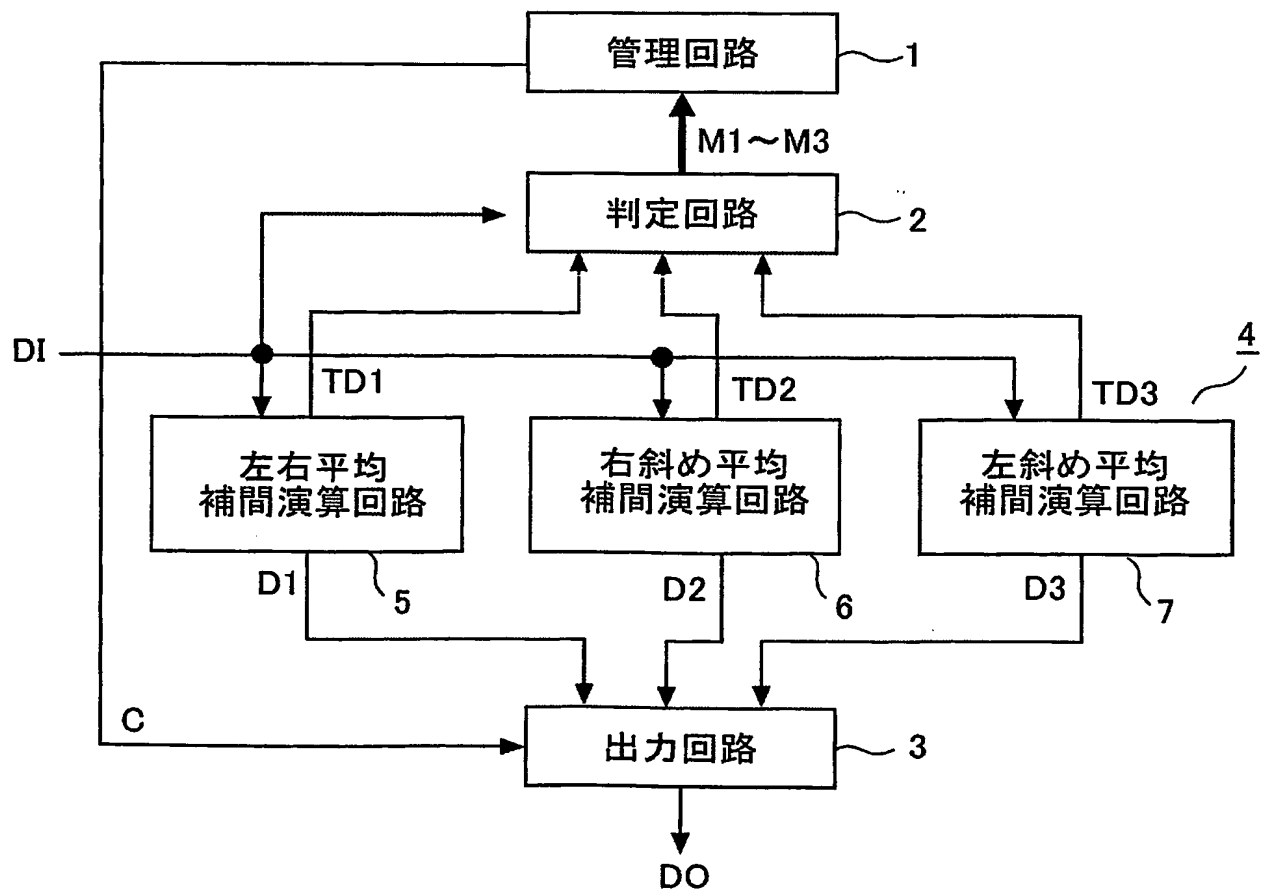 管理回路
1
M1～M3
判定回路
2
DI
TD1
TD2
TD3
4
左右平均
補間演算回路
右斜め平均
補間演算回路
左斜め平均
補間演算回路
D1
5
D2
6
D3
7
C
出力回路
3
DO